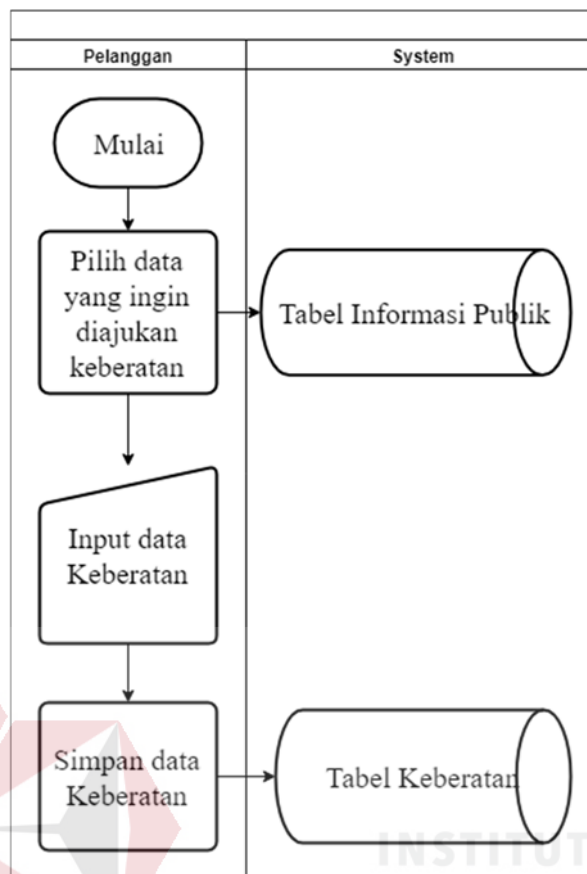 Pelanggan
System
Mulai
Pilih data
yang ingin
diajukan
keberatan
Tabel Informasi Publik
Input data
Keberatan
Simpan data
Keberatan
Tabel Keberatan
INSTITUT